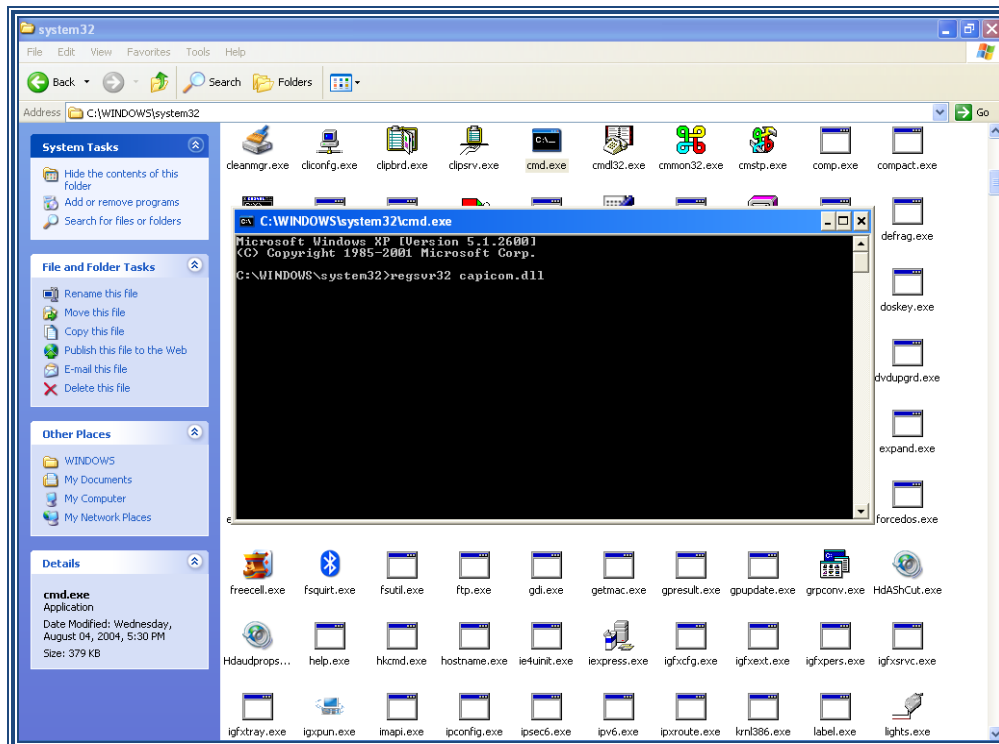 system32
File Edit View Favorites Tools Help
Back Search Folders
Address C:\WINDOWS\system32 Go
System Tasks
Hide the contents of this
folder
Add or remove programs
Search for files or folders
File and Folder Tasks
Rename this file
Move this file
Copy this file
Publish this file to the Web
E-mail this file
Delete this file
Other Places
WINDOWS
My Documents
My Computer
My Network Places
Details
cmd.exe
Application
Date Modified: Wednesday,
August 04, 2004, 5:30 PM
Size: 379 KB
cleanmgr.exe cliconfg.exe clipbrd.exe clipsrv.exe cmd.exe cmdl32.exe cmmon32.exe cmstp.exe comp.exe compact.exe
C:\WINDOWS\system32\cmd.exe
Microsoft Windows XP [Version 5.1.2600]
(C) Copyright 1985-2001 Microsoft Corp.
C:\WINDOWS\system32>regsvr32 capicom.dll
defrag.exe
doskey.exe
dvdupgrd.exe
expand.exe
forcedos.exe
freecell.exe fsquirt.exe fsutil.exe ftp.exe gdi.exe getmac.exe gpresult.exe gpupdate.exe grpconv.exe HdAShCut.exe
Hdaudprops... help.exe hkcmd.exe hostname.exe ie4uinit.exe iexpress.exe igfxcfg.exe igfxext.exe igfxpers.exe igfxsrvc.exe
igfxtray.exe igxpun.exe imapi.exe ipconfig.exe ipsec6.exe ipv6.exe ipxroute.exe krnl386.exe label.exe lights.exe